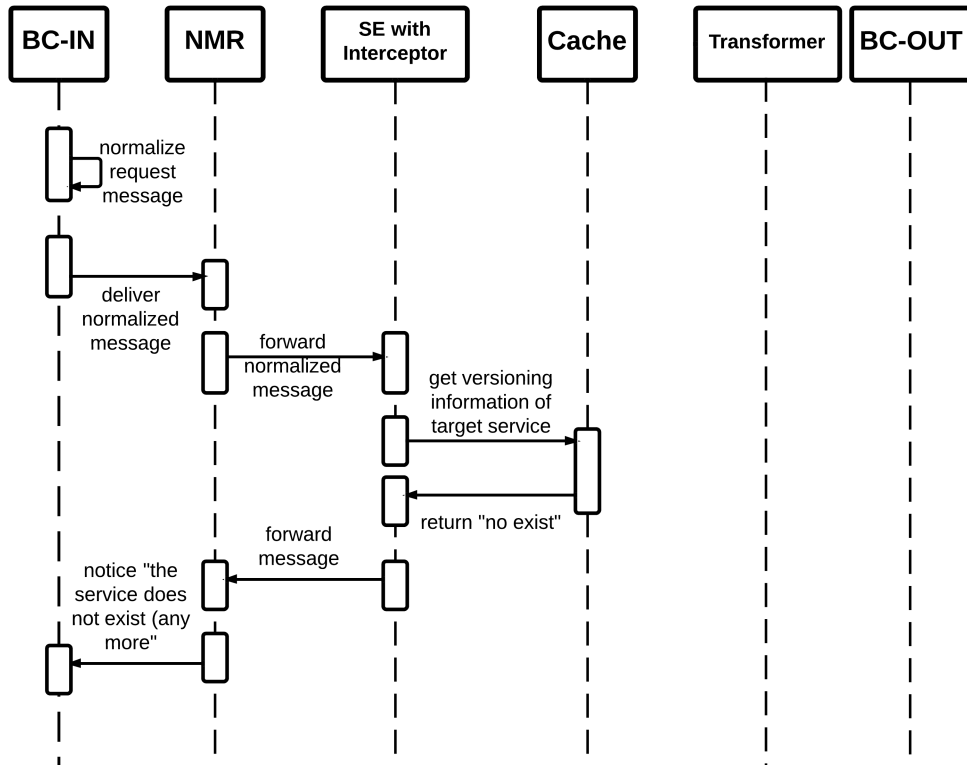 BC-IN
NMR
SE with
Interceptor
Cache
Transformer
BC-OUT
normalize
request
message
deliver
normalized
message
forward
normalized
message
get versioning
information of
target service
return "no exist"
forward
message
notice "the
service does
not exist (any
more"